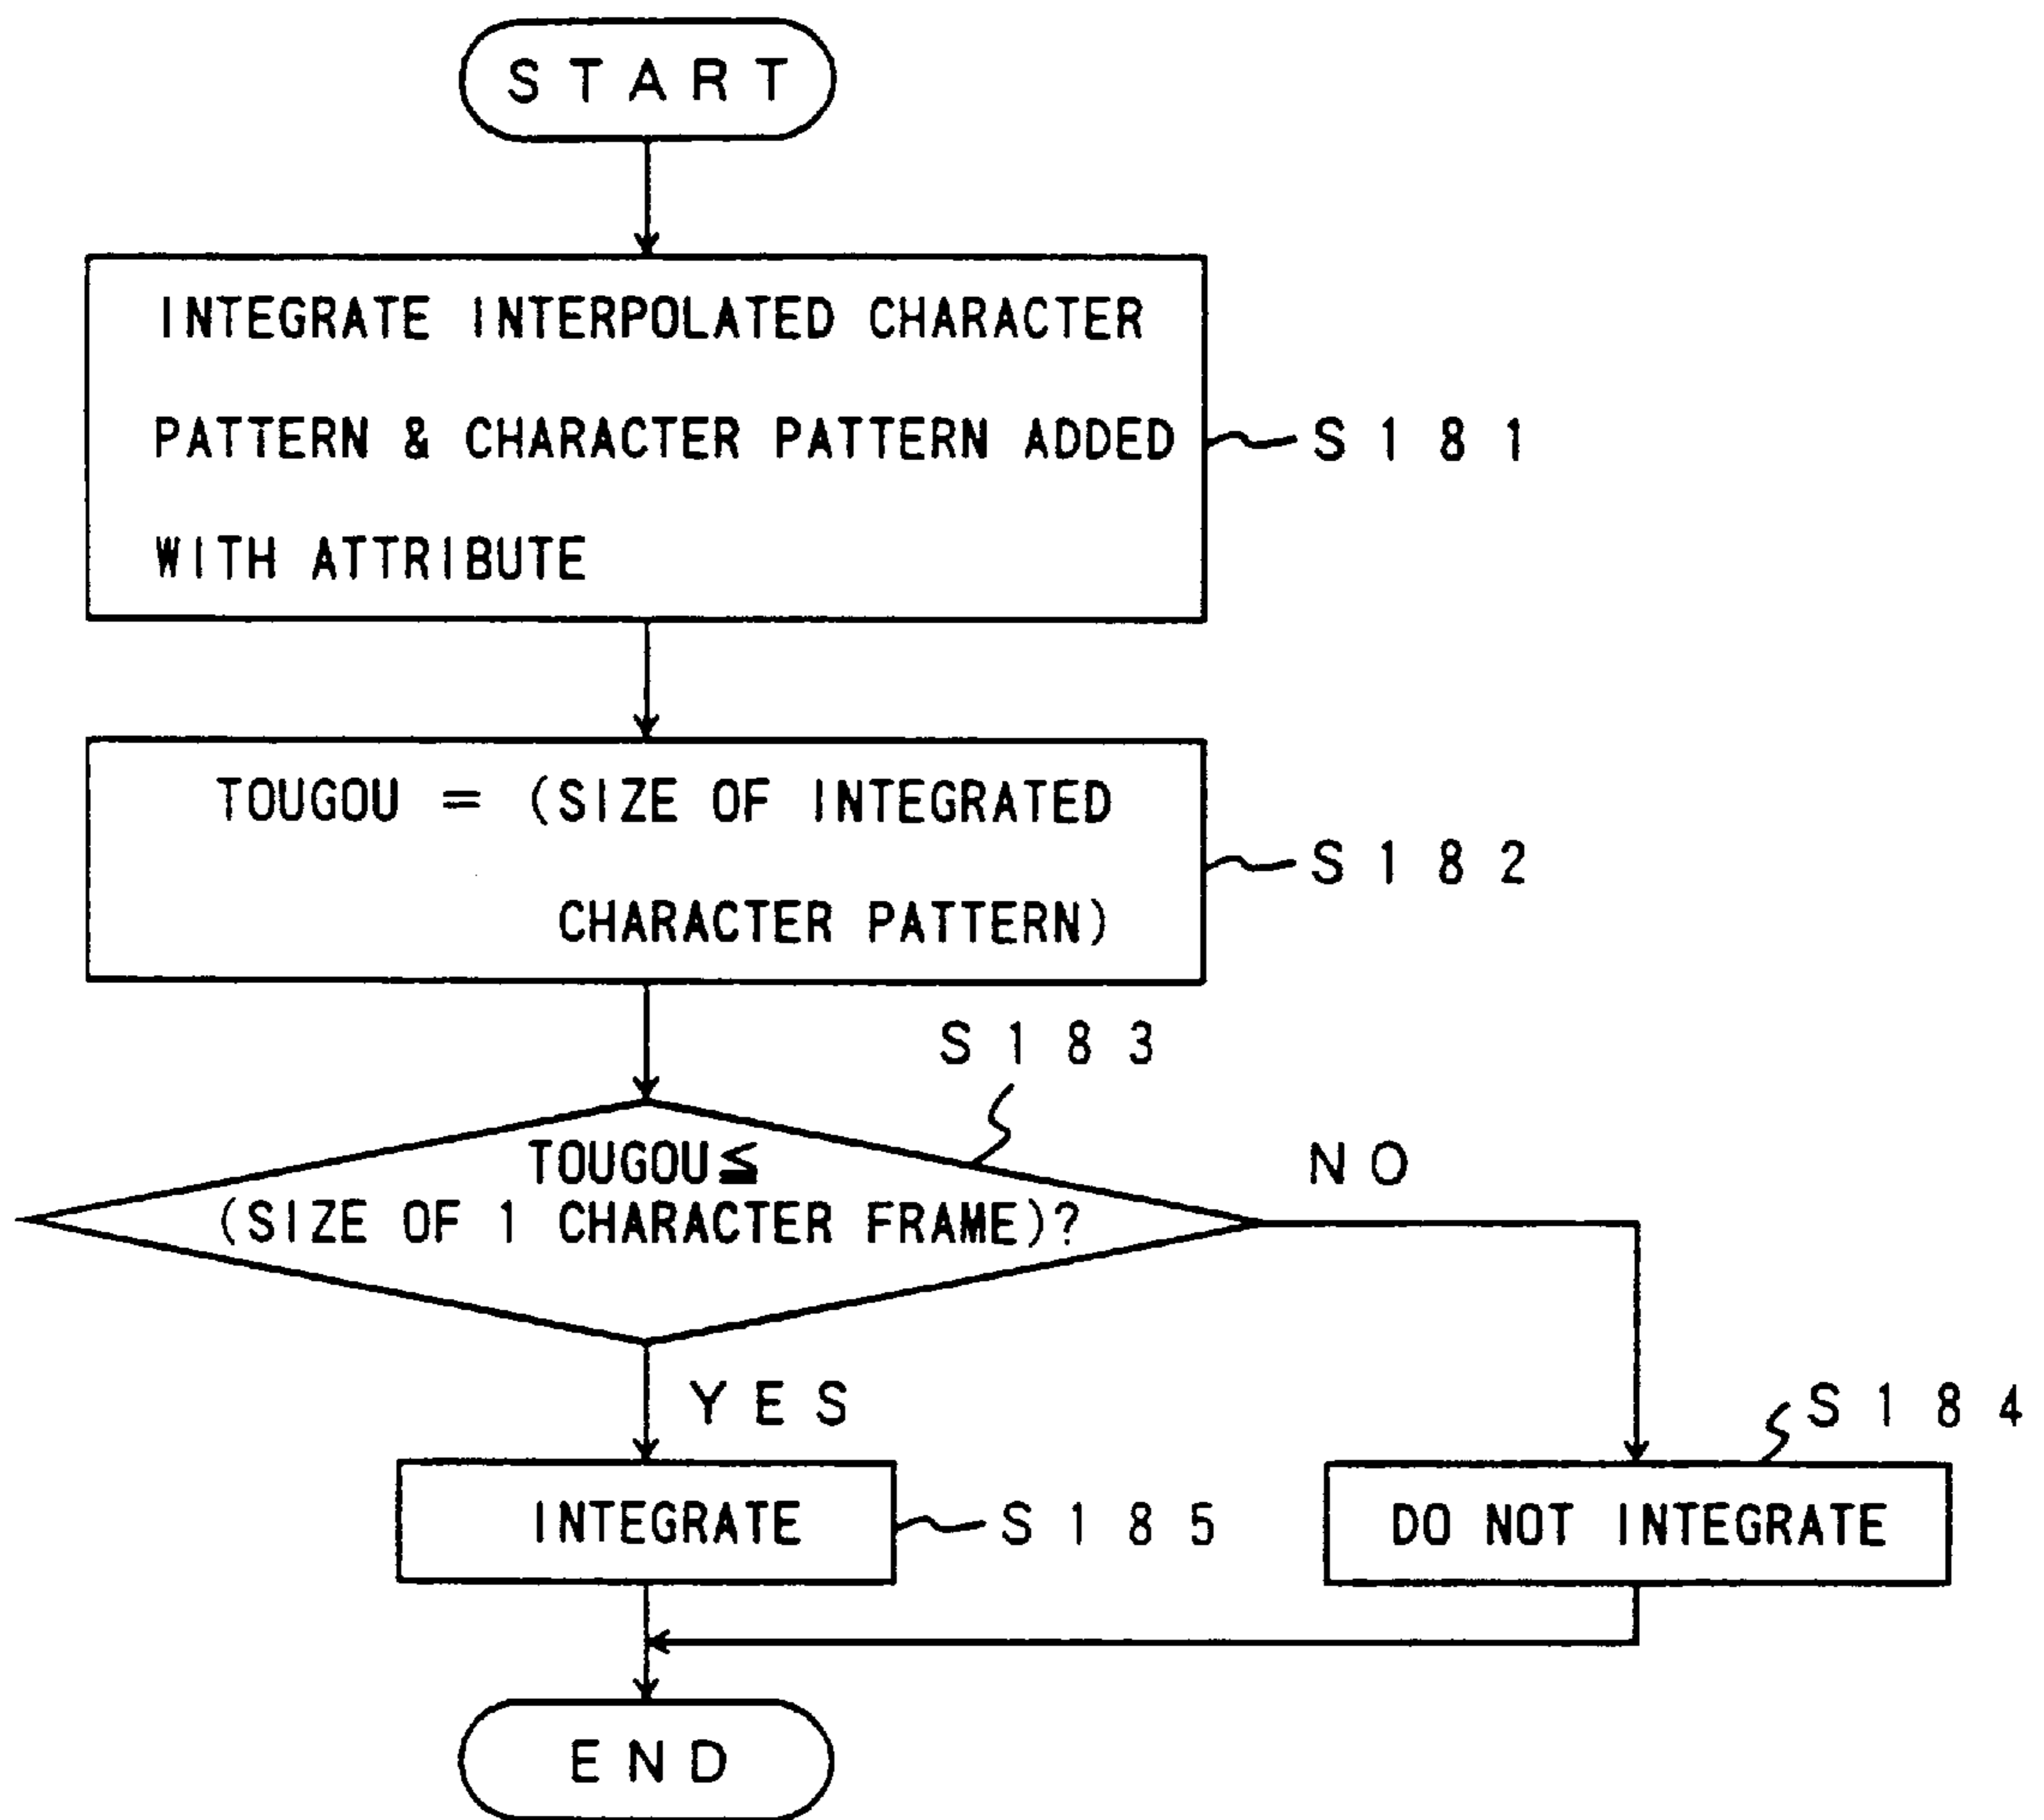 START
INTEGRATE INTERPOLATED CHARACTER
PATTERN & CHARACTER PATTERN ADDED
WITH ATTRIBUTE
S181
TOUGOU = (SIZE OF INTEGRATED
CHARACTER PATTERN)
S182
S183
TOUGOU≦
(SIZE OF 1 CHARACTER FRAME)?
NO
YES
S184
INTEGRATE
S185
DO NOT INTEGRATE
END